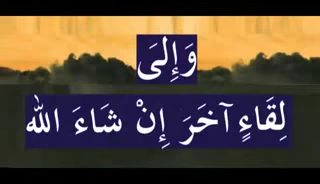 وَإِلَى
لِقَاءٍ آخَرَ إِنْ شَاءَ الله